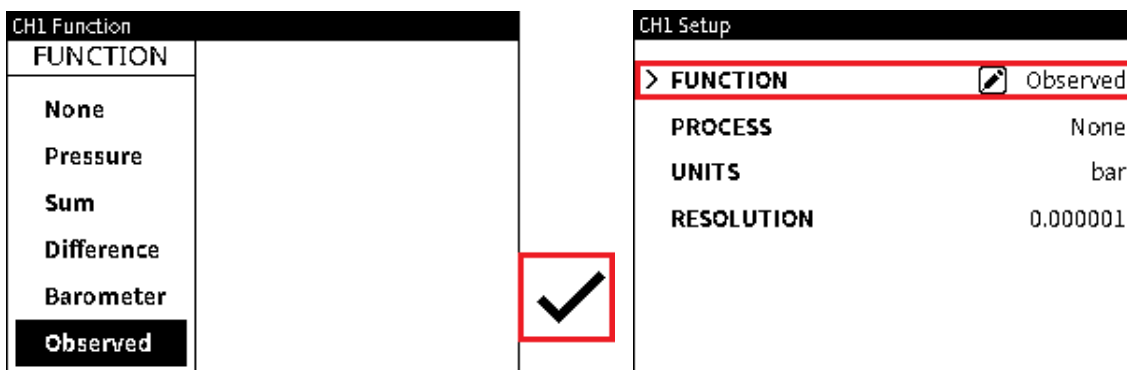 CH1 Function
FUNCTION
None
Pressure
Sum
Difference
Barometer
Observed
CH1 Setup
> FUNCTION Observed
PROCESS None
UNITS bar
RESOLUTION 0.000001